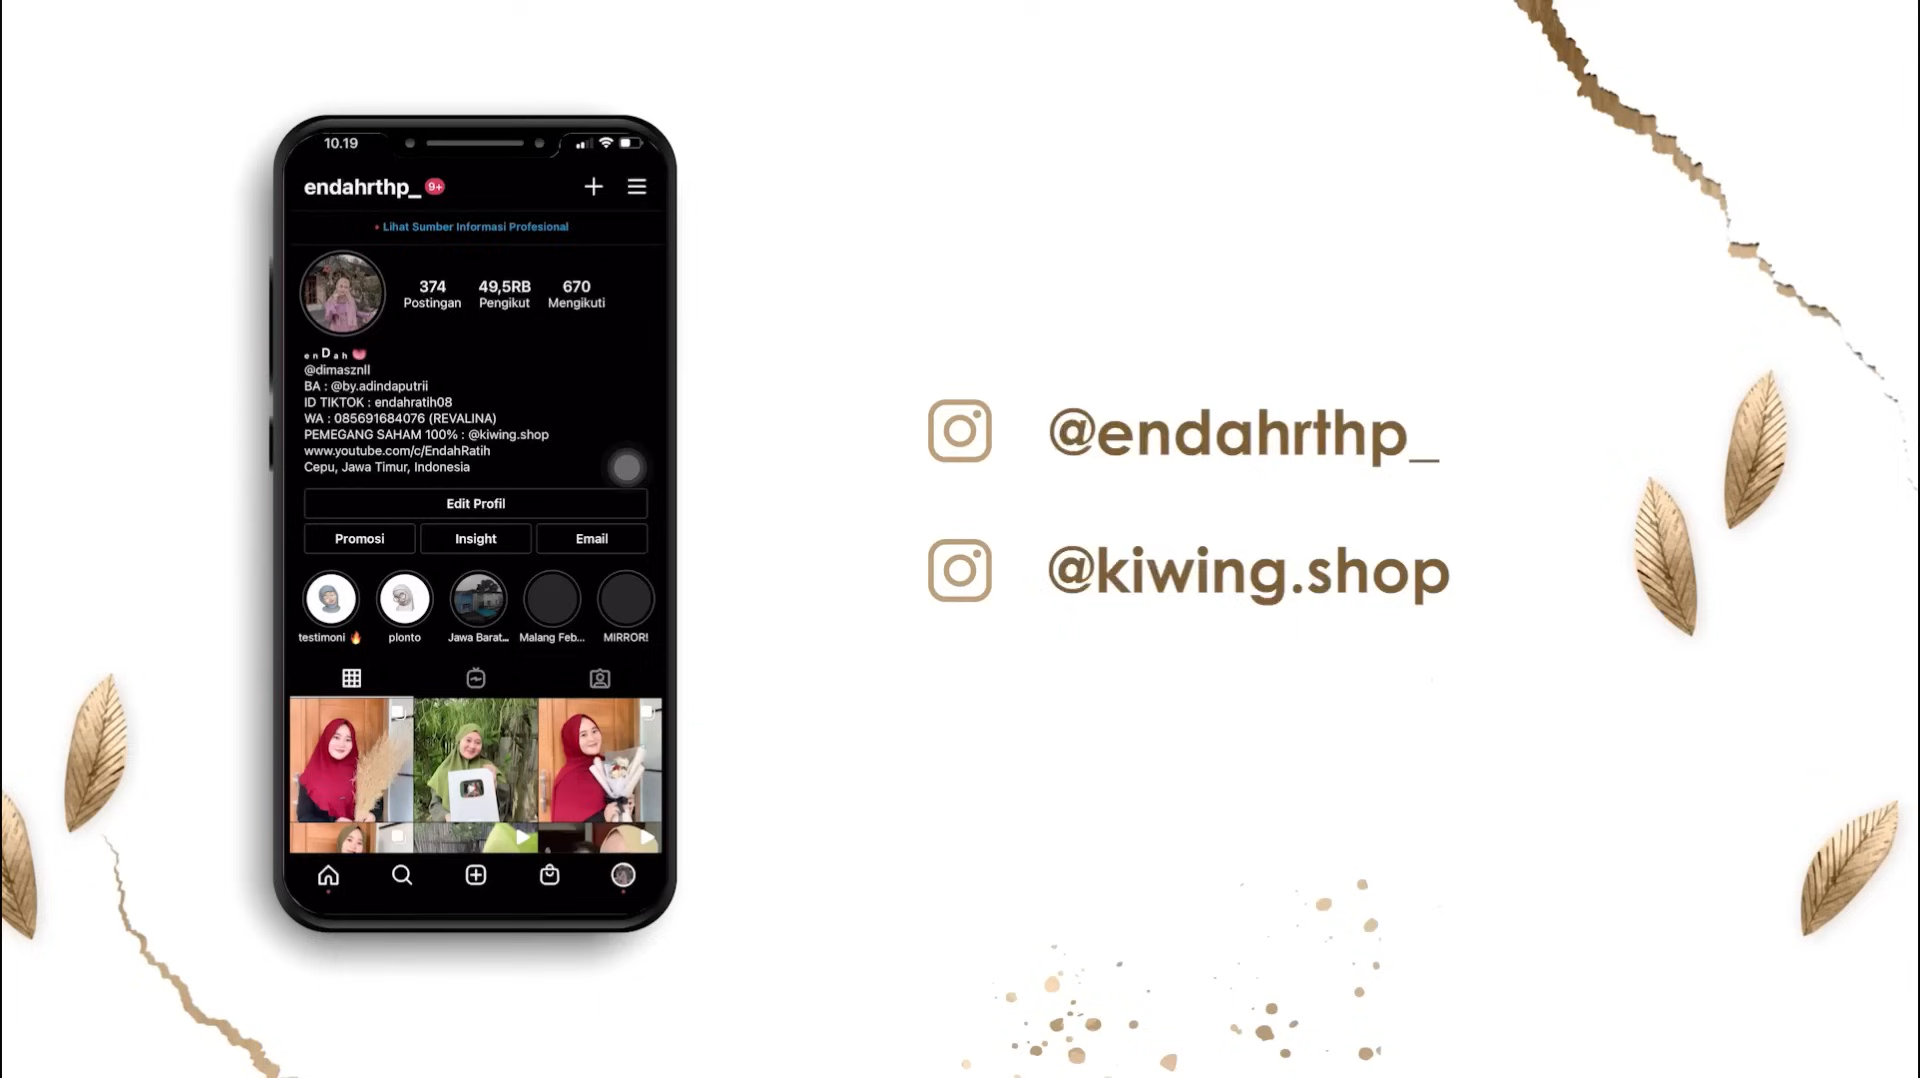 10.19
endahrthp_ 9+
• Lihat Sumber Informasi Profesional
374 49,5RB 670
Postingan Pengikut Mengikuti
ₑ ₙ D ₐ ₕ 👅
@dimasznll
BA : @by.adindaputrii
ID TIKTOK : endahratih08
WA : 085691684076 (REVALINA)
PEMEGANG SAHAM 100% : @kiwing.shop
www.youtube.com/c/EndahRatih
Cepu, Jawa Timur, Indonesia
Edit Profil
Promosi Insight Email
testimoni 🔥 plonto Jawa Barat... Malang Feb... MIRROR!
@endahrthp_
@kiwing.shop